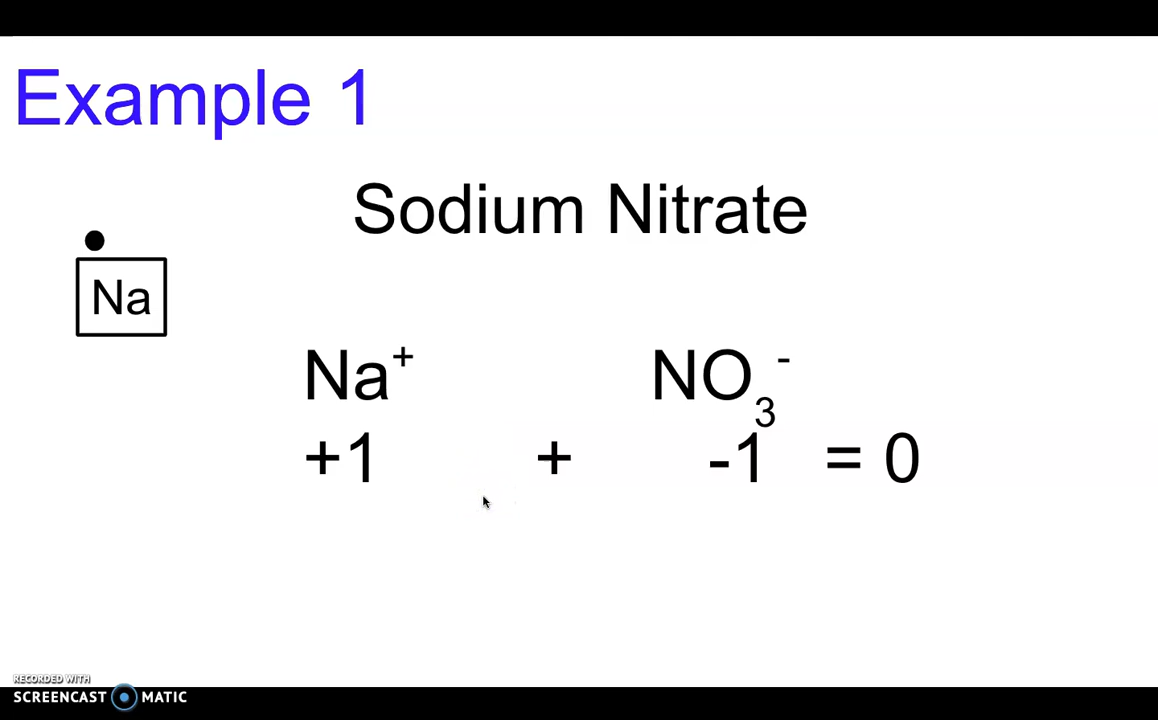 Example 1
Sodium Nitrate
Na
Na⁺ NO₃⁻
+1 + -1 = 0
RECORDED WITH
SCREENCAST MATIC